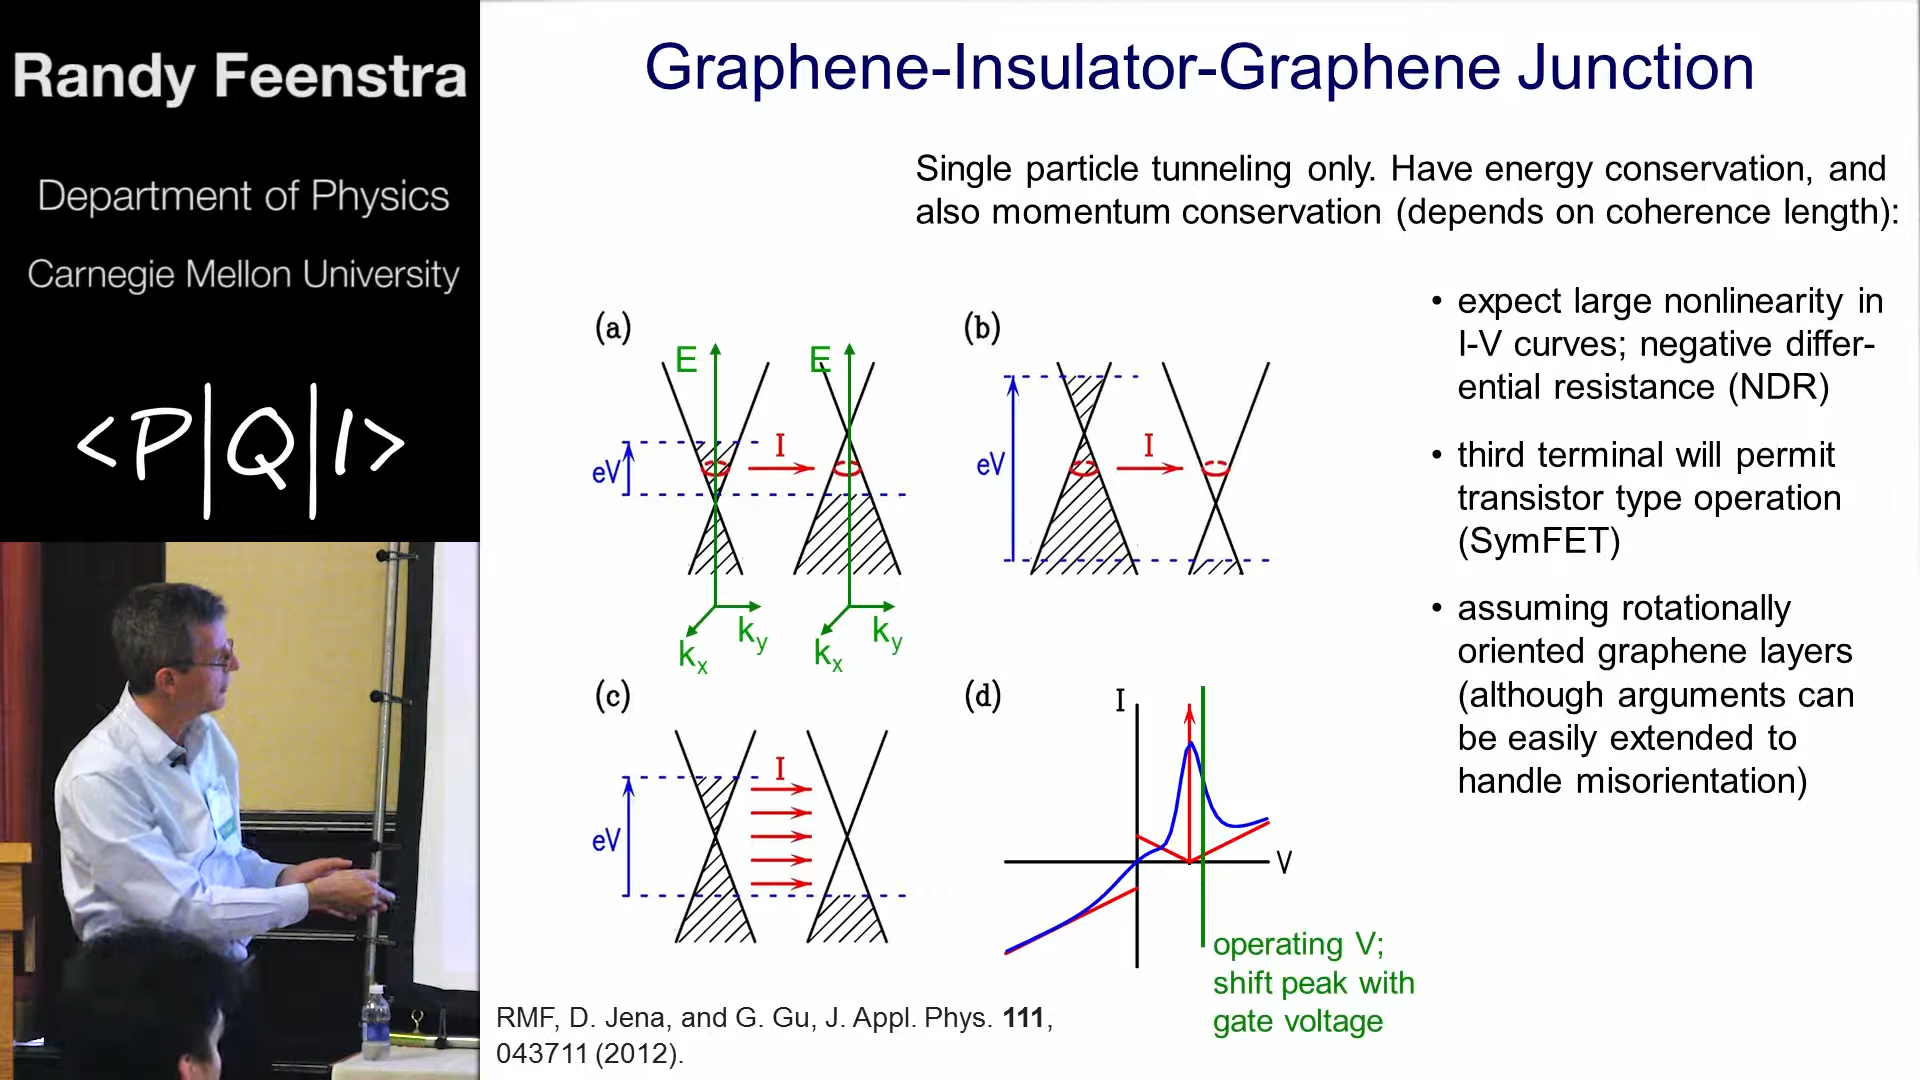 Randy Feenstra
Department of Physics
Carnegie Mellon University
<P|Q|I>
Graphene-Insulator-Graphene Junction
Single particle tunneling only. Have energy conservation, and
also momentum conservation (depends on coherence length):
(a)
E
E
I
eV
kx
ky
kx
ky
(b)
eV
I
(c)
I
eV
(d)
I
V
operating V;
shift peak with
gate voltage
• expect large nonlinearity in
I-V curves; negative differ-
ential resistance (NDR)
• third terminal will permit
transistor type operation
(SymFET)
• assuming rotationally
oriented graphene layers
(although arguments can
be easily extended to
handle misorientation)
RMF, D. Jena, and G. Gu, J. Appl. Phys. 111,
043711 (2012).